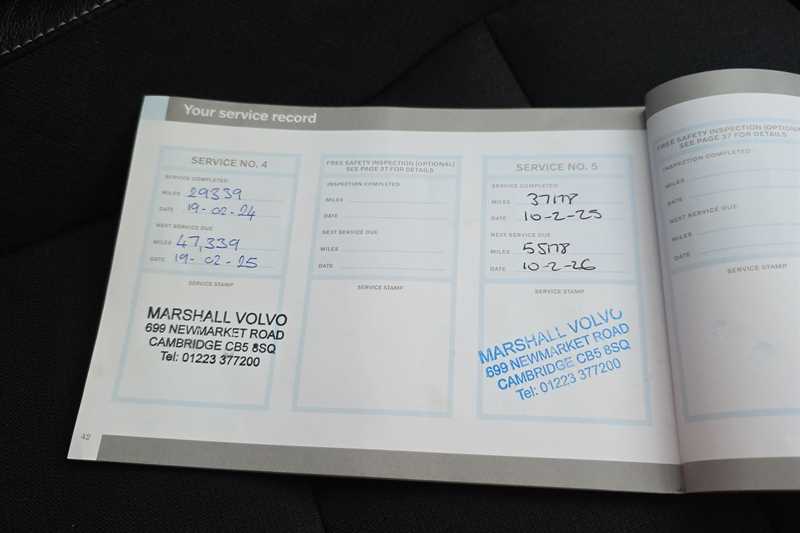 Your service record
SERVICE NO. 4
SERVICE COMPLETED
MILES 29339
DATE 19-02-24
NEXT SERVICE DUE
MILES 47,339
DATE 19-02-25
SERVICE STAMP
MARSHALL VOLVO
699 NEWMARKET ROAD
CAMBRIDGE CB5 8SQ
Tel: 01223 377200
FREE SAFETY INSPECTION (OPTIONAL)
SEE PAGE 37 FOR DETAILS
INSPECTION COMPLETED
MILES
DATE
NEXT SERVICE DUE
MILES
DATE
SERVICE STAMP
SERVICE NO. 5
SERVICE COMPLETED
MILES 37178
DATE 10-2-25
NEXT SERVICE DUE
MILES 55178
DATE 10-2-26
SERVICE STAMP
MARSHALL VOLVO
699 NEWMARKET ROAD
CAMBRIDGE CB5 8SQ
Tel: 01223 377200
FREE SAFETY INSPECTION (OPTIONAL
SEE PAGE 37 FOR DETAILS
INSPECTION COMPLETED
MILES
DATE
NEXT SERVICE DUE
MILES
DATE
SERVICE STAMP
42